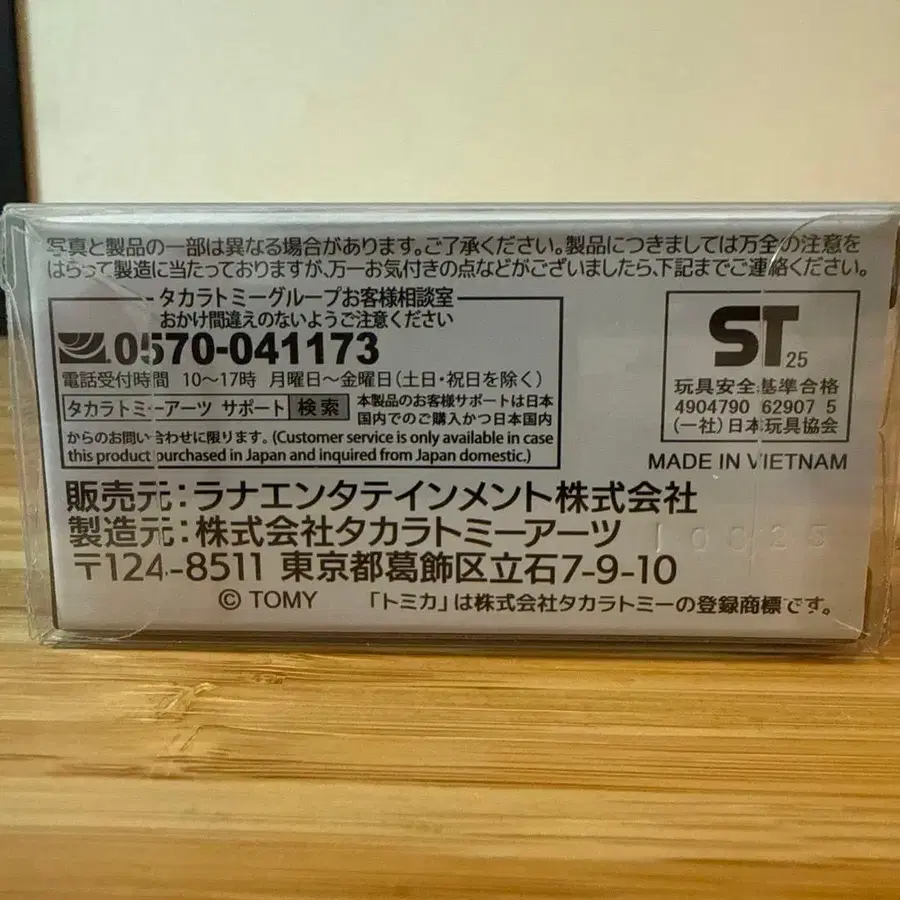 写真と製品の一部は異なる場合があります。ご了承ください。製品につきましては万全の注意を
はらって製造に当たっておりますが、万一お気付きの点などがございましたら、下記までご連絡ください。
タカラトミーグループお客様相談室
おかけ間違えのないようご注意ください
0570-041173
電話受付時間 10～17時 月曜日～金曜日(土日・祝日を除く)
タカラトミーアーツ サポート 検索 本製品のお客様サポートは日本
国内でのご購入かつ日本国内
からのお問い合わせに限ります。(Customer service is only available in case
this product purchased in Japan and inquired from Japan domestic.)
ST 25
玩具安全基準合格
4904790 62907 5
(一社)日本玩具協会
MADE IN VIETNAM
販売元:ラナエンタテインメント株式会社
製造元:株式会社タカラトミーアーツ
〒124-8511 東京都葛飾区立石7-9-10
© TOMY 「トミカ」は株式会社タカラトミーの登録商標です。